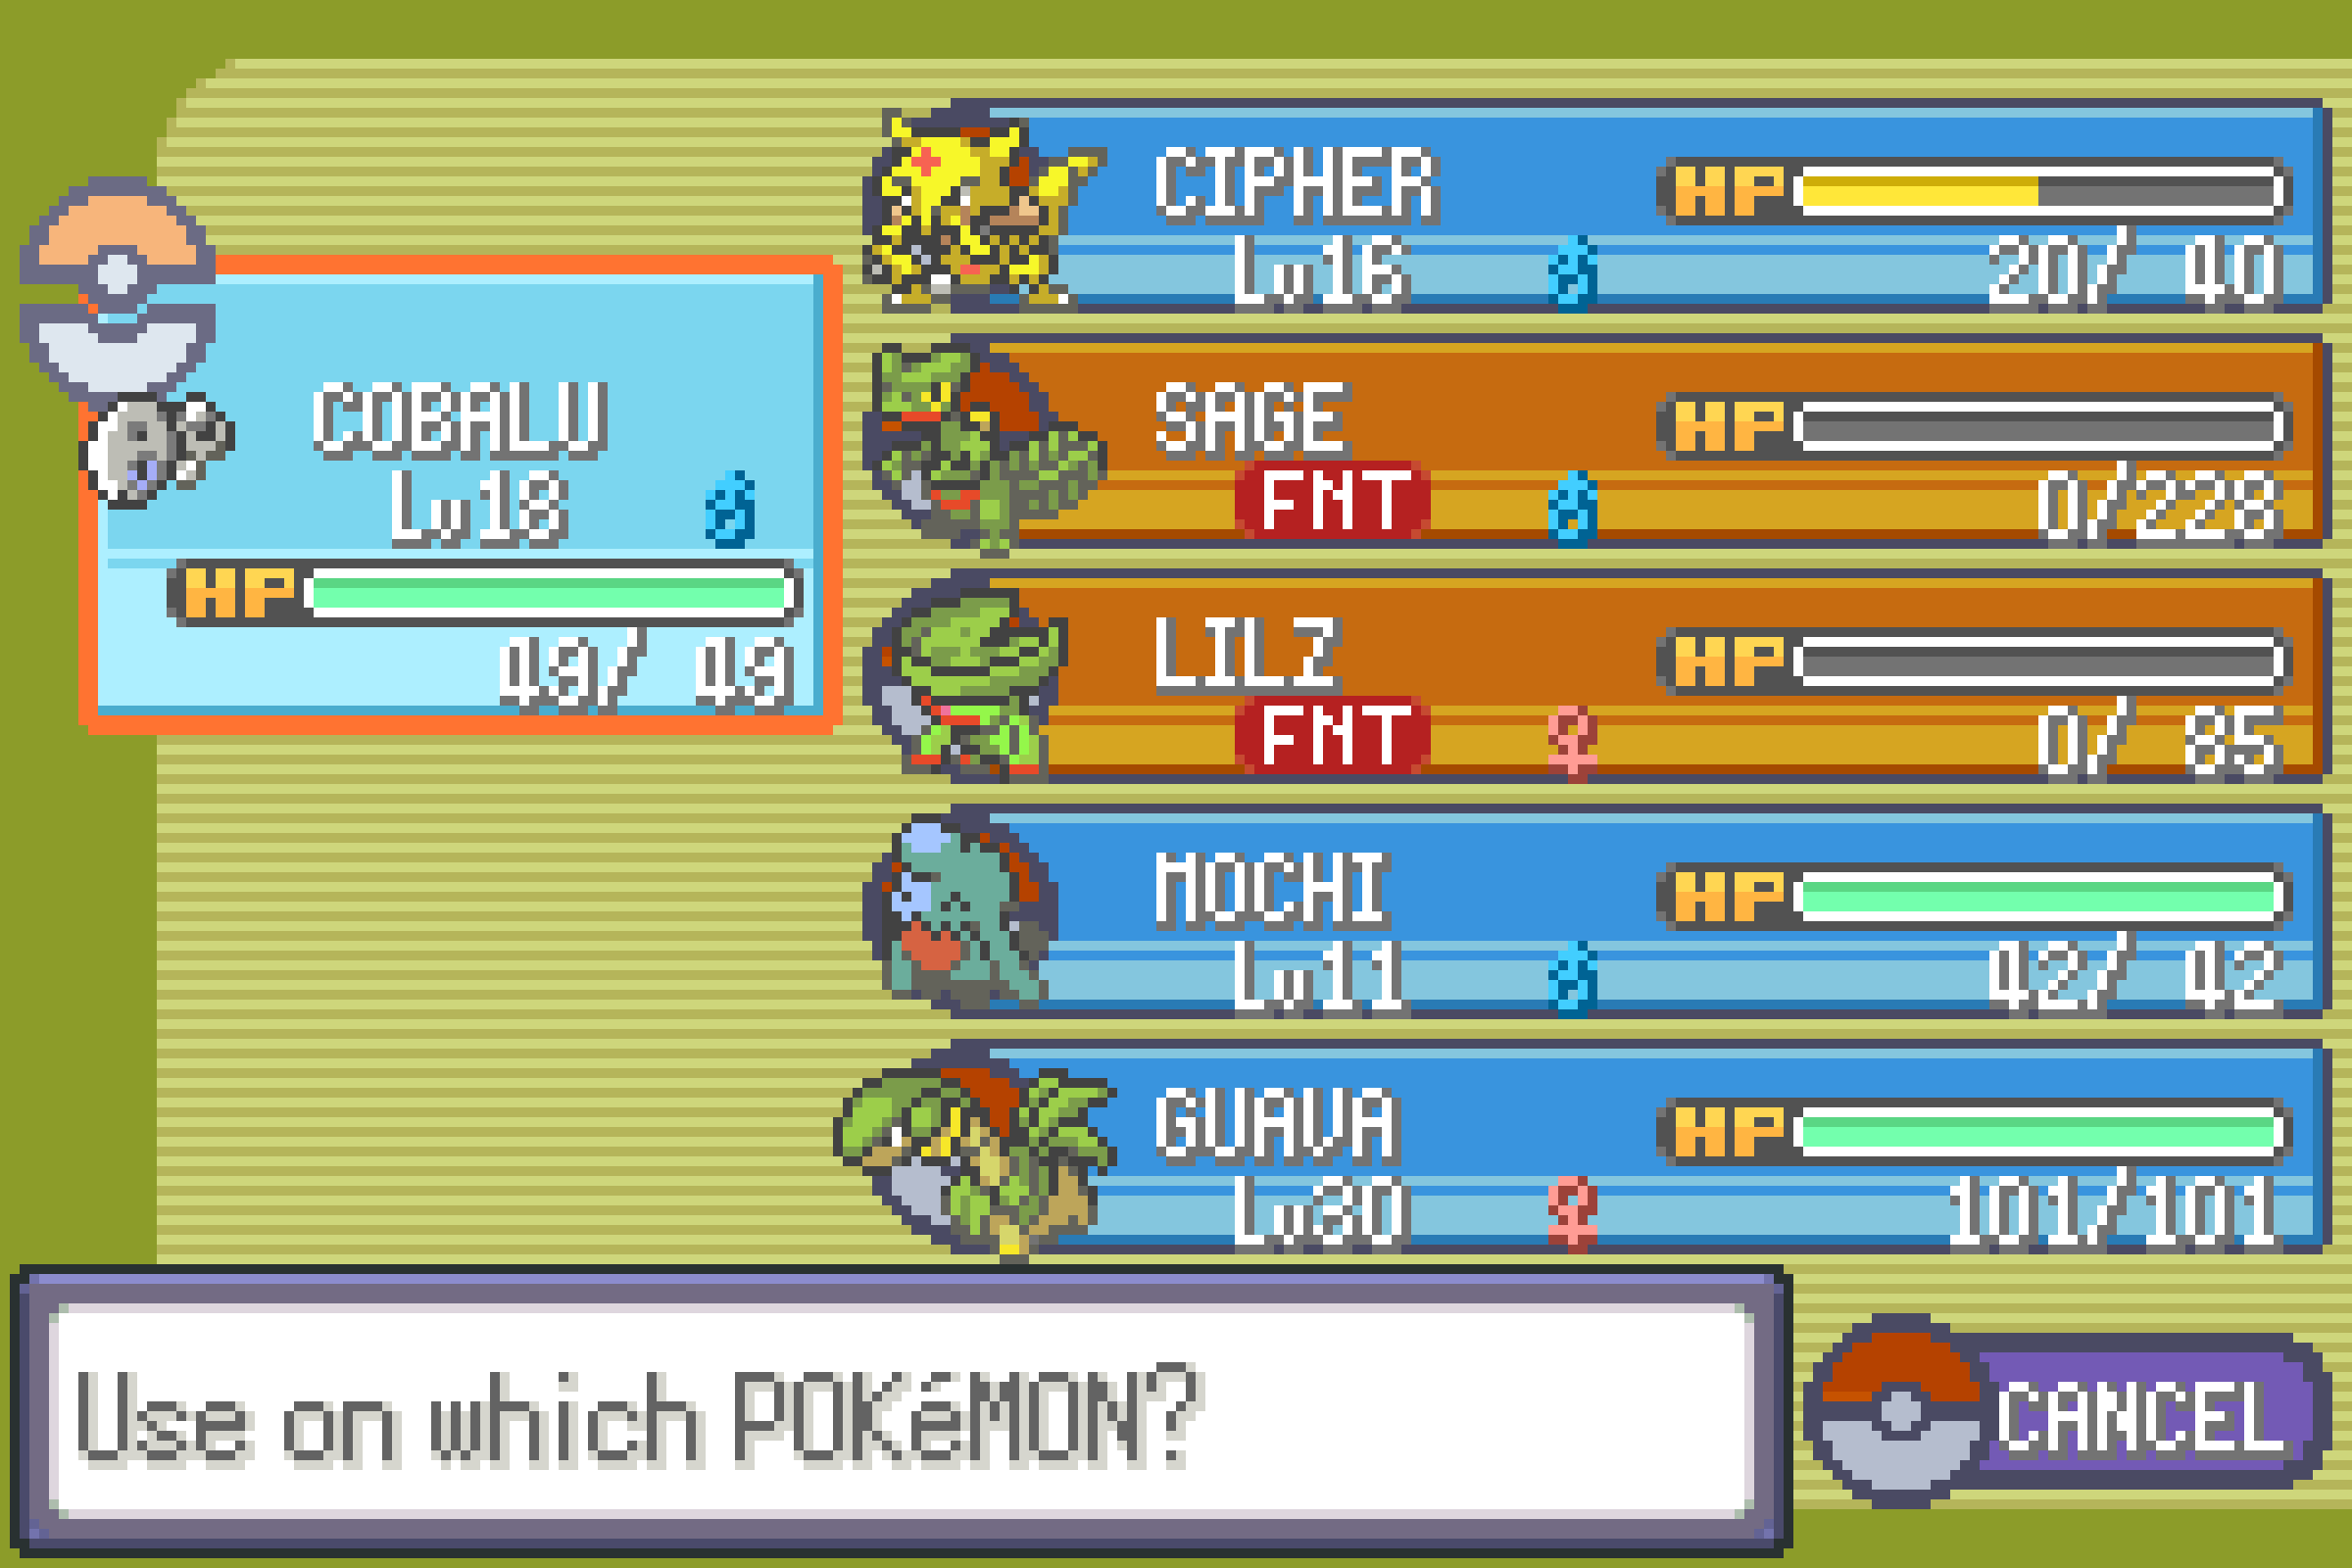 COBALU
Lv18 ♂
HP
49/ 49
CIPHER
HP
Lv16 ♂
20/ 40
SAGE
HP
FNT ♂
0/228
LILZ
HP
FNT ♀
0/ 85
MOCHI
HP
Lv11 ♂
42/ 42
GUAVA
HP
Lv30 ♀
101/101
Use on which POKéMON?
CANCEL